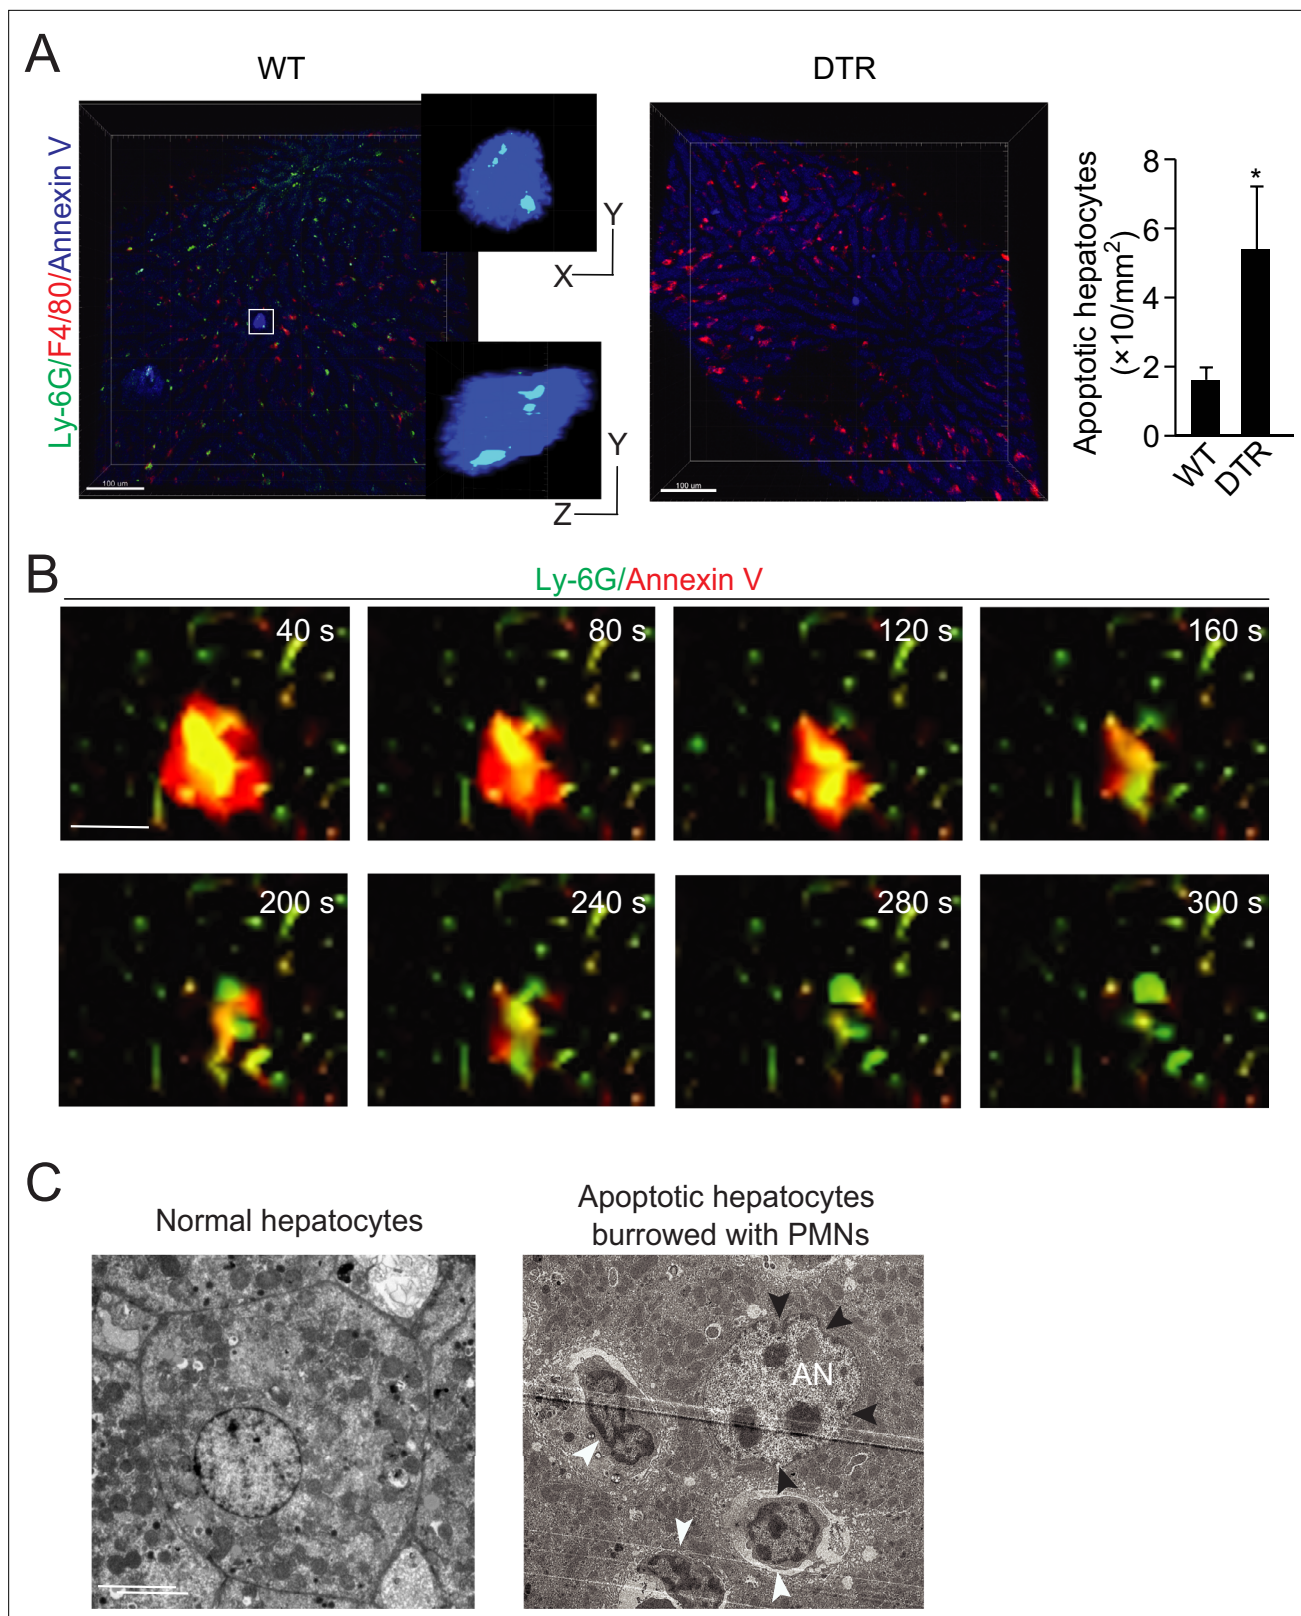 A
WT
DTR
Ly-6G/F4/80/Annexin V
Y
X
Y
Z
100 um
100 um
Apoptotic hepatocytes
(×10/mm²)
8
6
4
2
0
*
WT
DTR
B
Ly-6G/Annexin V
40 s
80 s
120 s
160 s
200 s
240 s
280 s
300 s
C
Normal hepatocytes
Apoptotic hepatocytes
burrowed with PMNs
AN